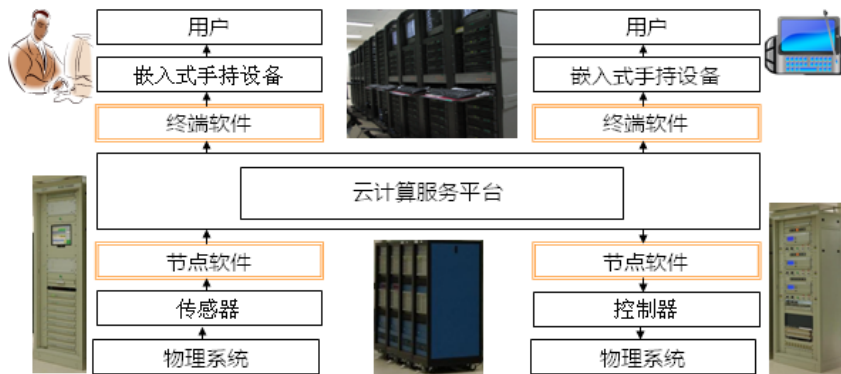 用户
用户
嵌入式手持设备
嵌入式手持设备
终端软件
终端软件
云计算服务平台
节点软件
节点软件
传感器
控制器
物理系统
物理系统